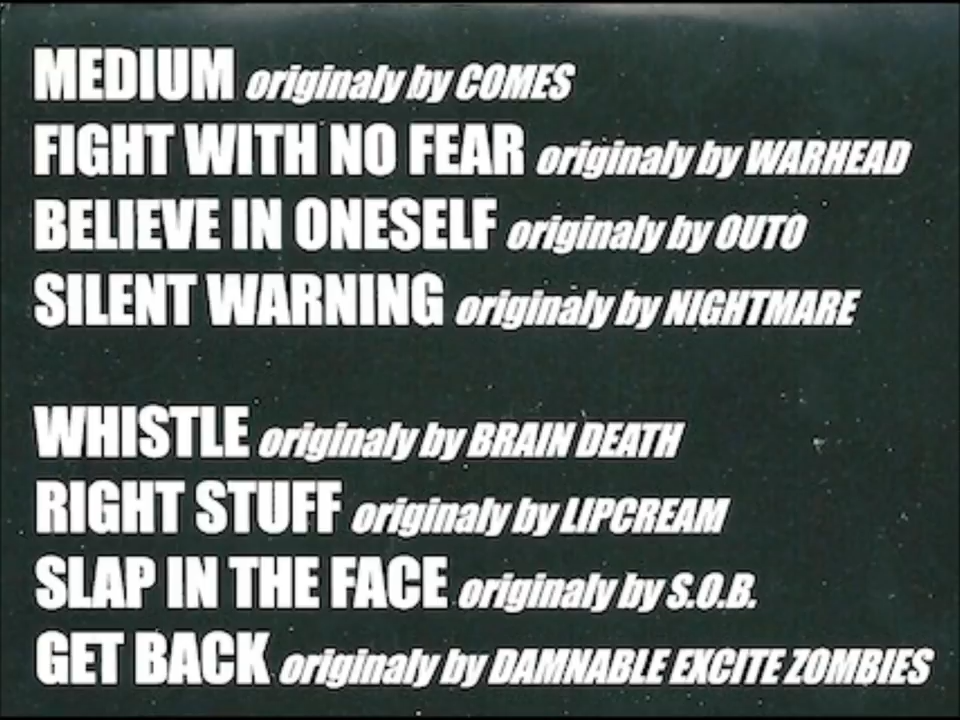 MEDIUM originaly by COMES
FIGHT WITH NO FEAR originaly by WARHEAD
BELIEVE IN ONESELF originaly by OUTO
SILENT WARNING originaly by NIGHTMARE
WHISTLE originaly by BRAIN DEATH
RIGHT STUFF originaly by LIPCREAM
SLAP IN THE FACE originaly by S.O.B.
GET BACK originaly by DAMNABLE EXCITE ZOMBIES